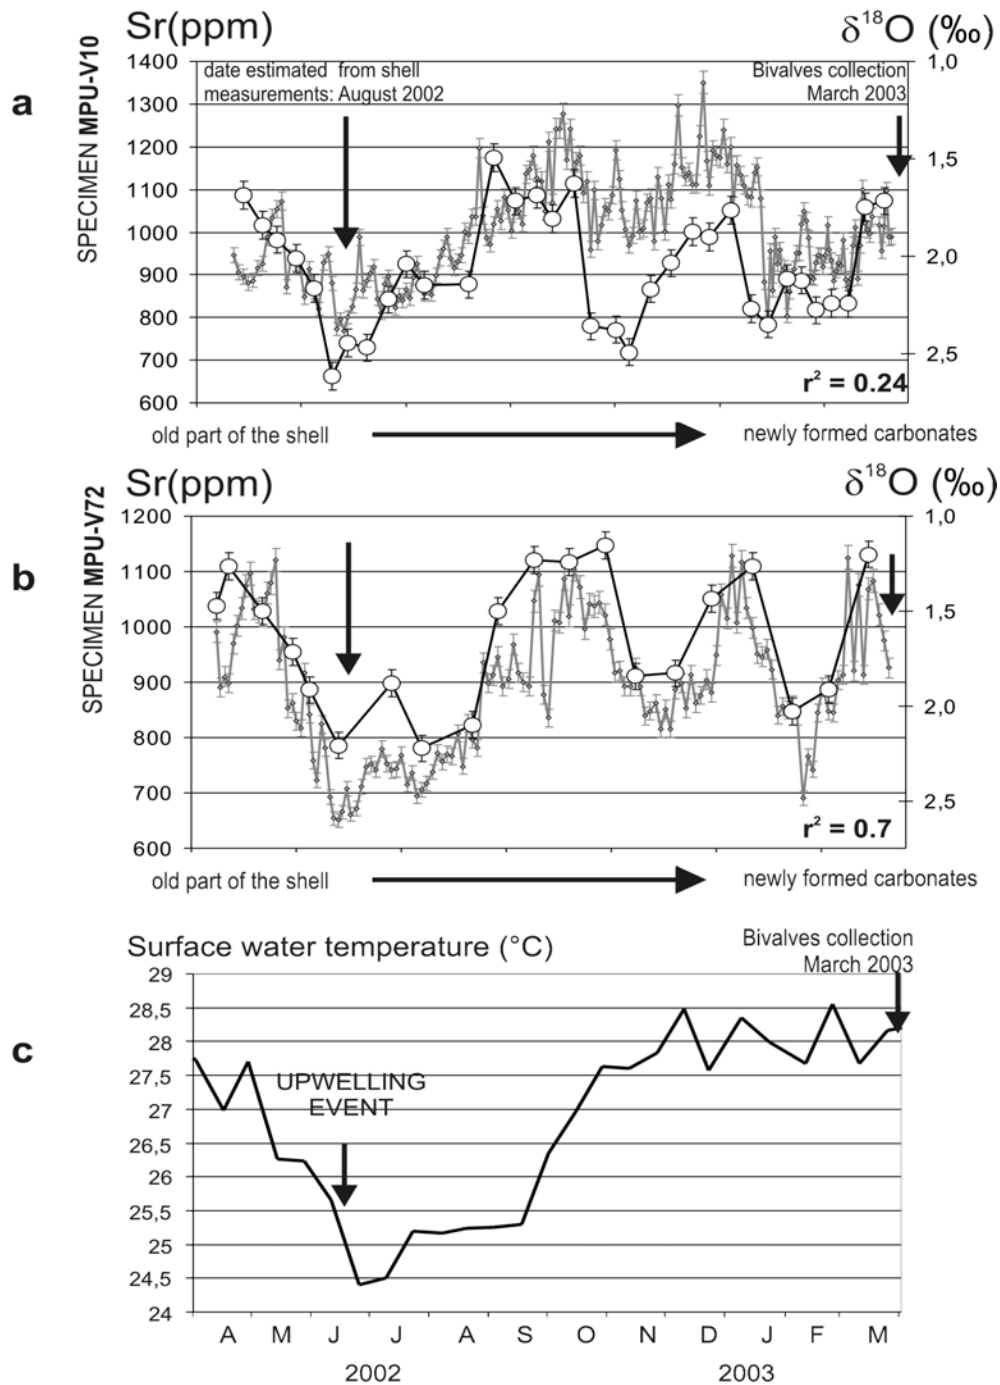 Sr(ppm)
δ¹⁸O (‰)
a
SPECIMEN MPU-V10
1400
1300
1200
1100
1000
900
800
700
600
date estimated from shell
measurements: August 2002
Bivalves collection
March 2003
1,0
1,5
2,0
2,5
r² = 0.24
old part of the shell
newly formed carbonates
Sr(ppm)
δ¹⁸O (‰)
b
SPECIMEN MPU-V72
1200
1100
1000
900
800
700
600
1,0
1,5
2,0
2,5
r² = 0.7
old part of the shell
newly formed carbonates
Surface water temperature (°C)
Bivalves collection
March 2003
c
29
28,5
28
27,5
27
26,5
26
25,5
25
24,5
24
UPWELLING
EVENT
A M J J A S O N D J F M
2002 2003